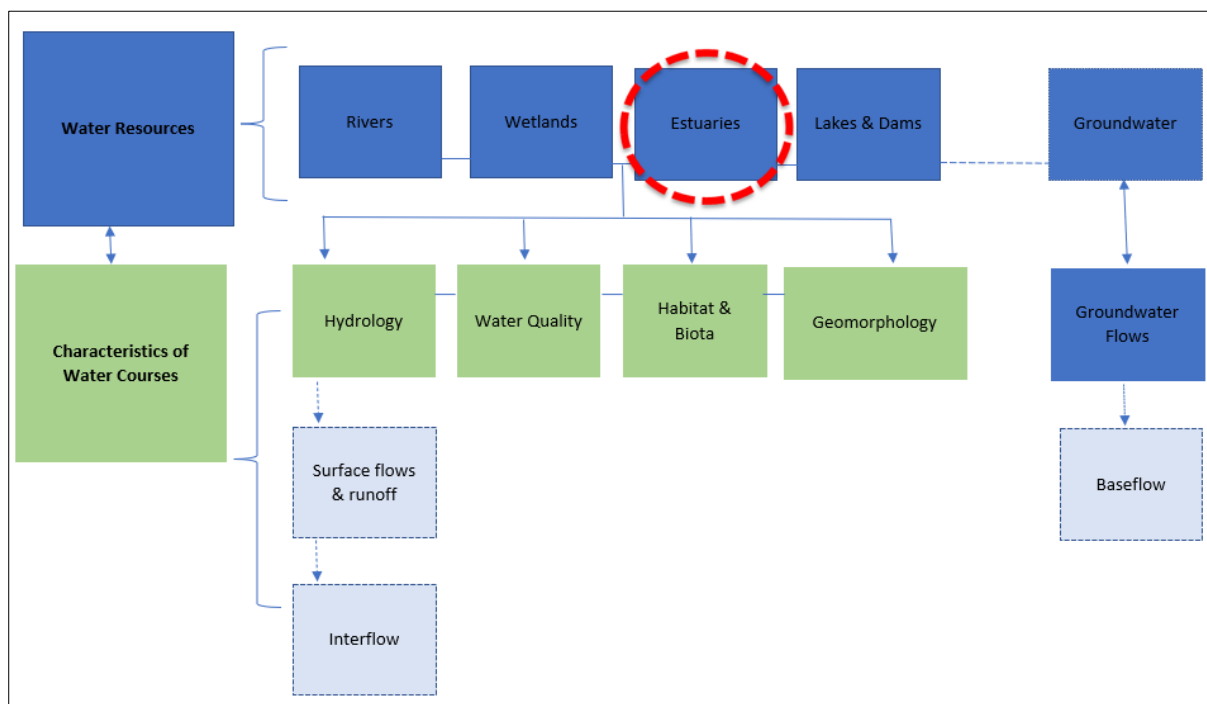 Water Resources
Rivers
Wetlands
Estuaries
Lakes & Dams
Groundwater
Characteristics of
Water Courses
Hydrology
Water Quality
Habitat &
Biota
Geomorphology
Groundwater
Flows
Surface flows
& runoff
Baseflow
Interflow